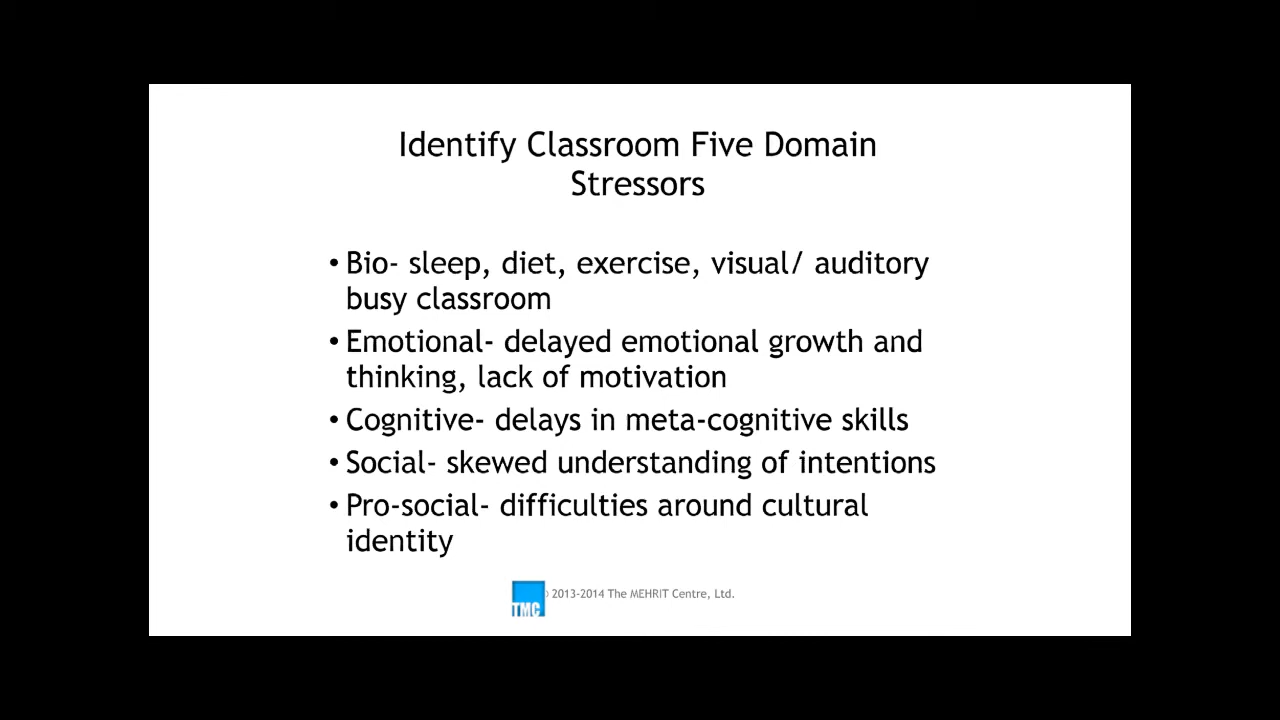 Identify Classroom Five Domain
Stressors
• Bio- sleep, diet, exercise, visual/ auditory
busy classroom
• Emotional- delayed emotional growth and
thinking, lack of motivation
• Cognitive- delays in meta-cognitive skills
• Social- skewed understanding of intentions
• Pro-social- difficulties around cultural
identity
TMC © 2013-2014 The MEHRIT Centre, Ltd.